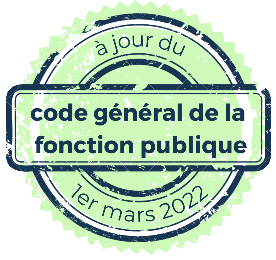 à jour du
code général de la
fonction publique
1er mars 2022